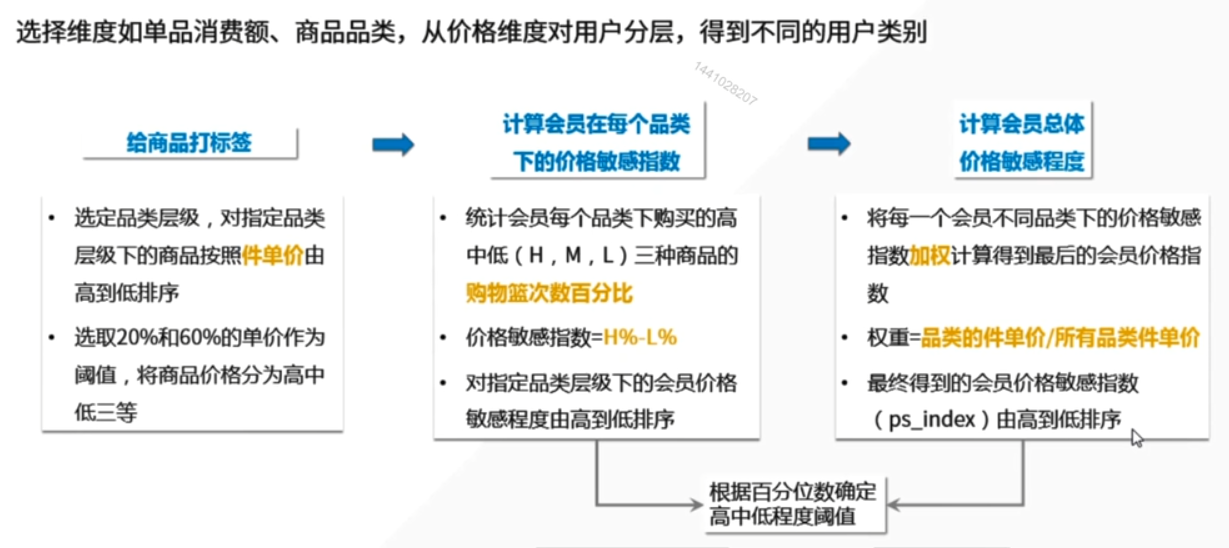 选择维度如单品消费额、商品品类，从价格维度对用户分层，得到不同的用户类别
1441028207
给商品打标签
• 选定品类层级，对指定品类
层级下的商品按照件单价由
高到低排序
• 选取20%和60%的单价作为
阈值，将商品价格分为高中
低三等
计算会员在每个品类
下的价格敏感指数
• 统计会员每个品类下购买的高
中低（H，M，L）三种商品的
购物篮次数百分比
• 价格敏感指数=H%-L%
• 对指定品类层级下的会员价格
敏感程度由高到低排序
计算会员总体
价格敏感程度
• 将每一个会员不同品类下的价格敏感
指数加权计算得到最后的会员价格指
数
• 权重=品类的件单价/所有品类件单价
• 最终得到的会员价格敏感指数
（ps_index）由高到低排序
根据百分位数确定
高中低程度阈值